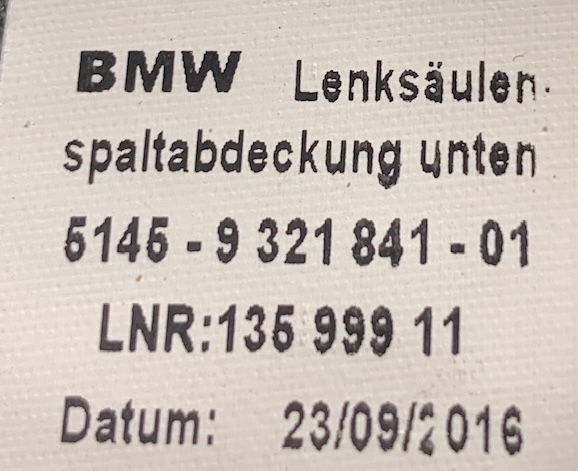 BMW Lenksäulen-
spaltabdeckung unten
5145 - 9 321 841 - 01
LNR:135 999 11
Datum: 23/09/2016